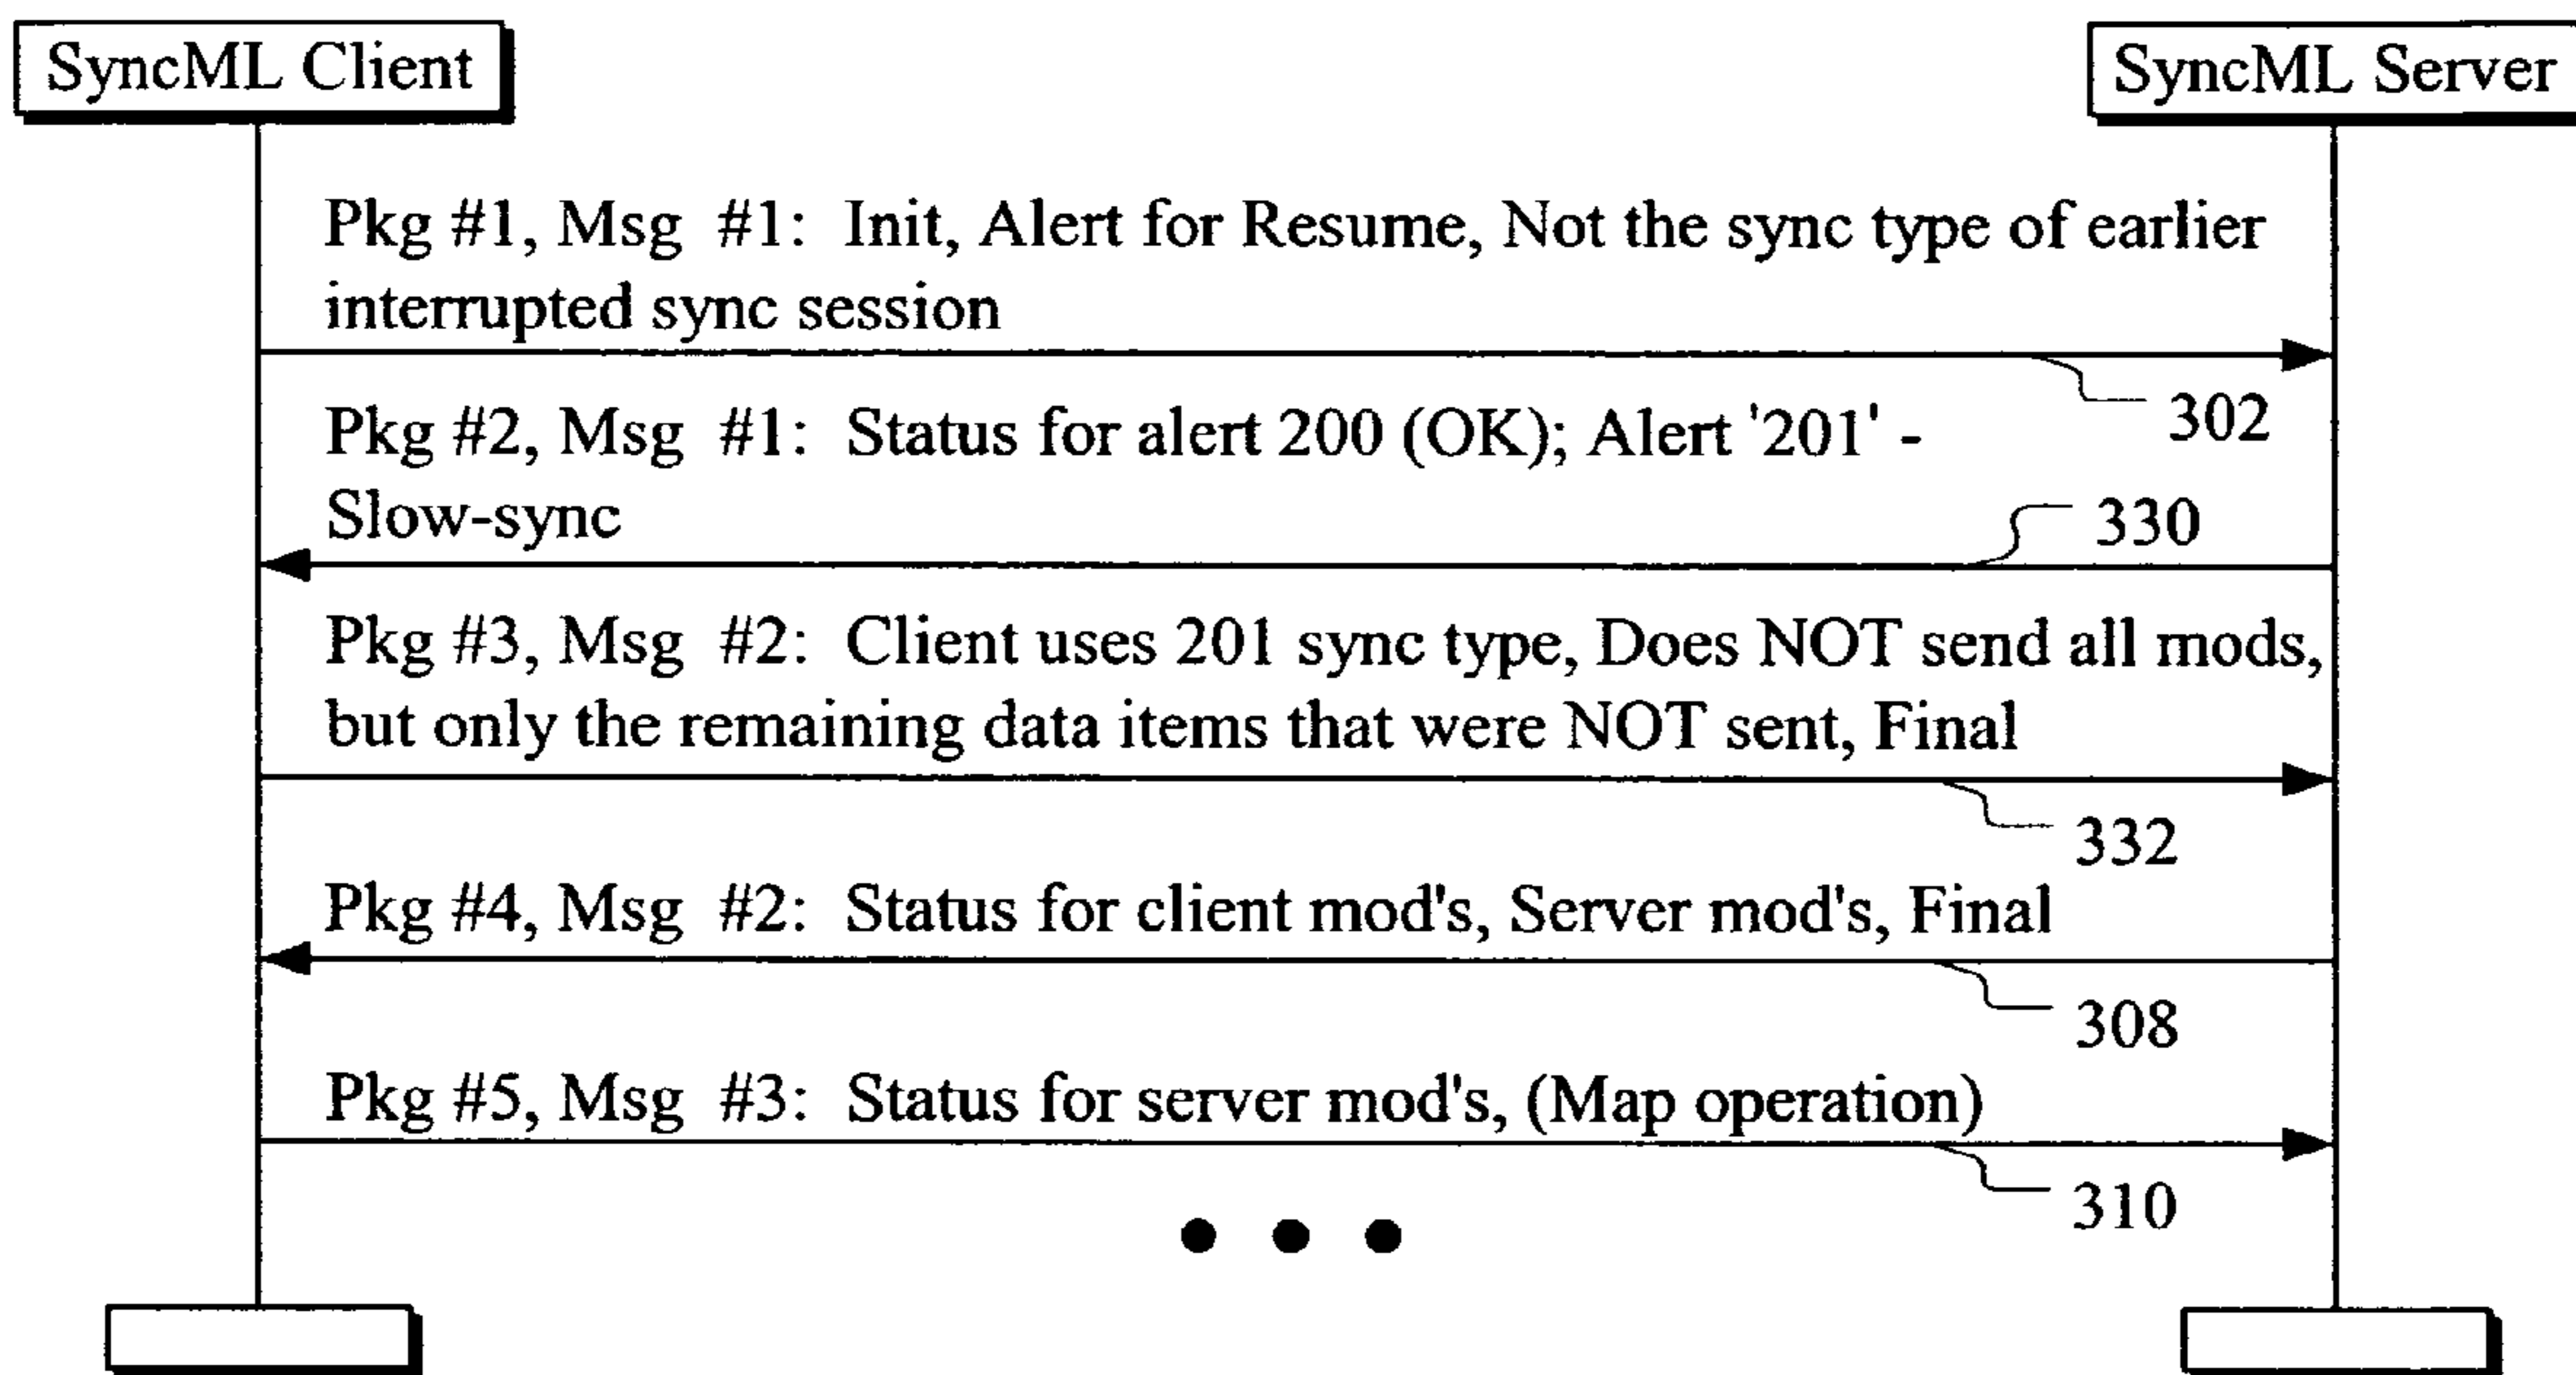 SyncML Client
SyncML Server
Pkg #1, Msg #1: Init, Alert for Resume, Not the sync type of earlier
interrupted sync session
302
Pkg #2, Msg #1: Status for alert 200 (OK); Alert '201' -
Slow-sync
330
Pkg #3, Msg #2: Client uses 201 sync type, Does NOT send all mods,
but only the remaining data items that were NOT sent, Final
332
Pkg #4, Msg #2: Status for client mod's, Server mod's, Final
308
Pkg #5, Msg #3: Status for server mod's, (Map operation)
310